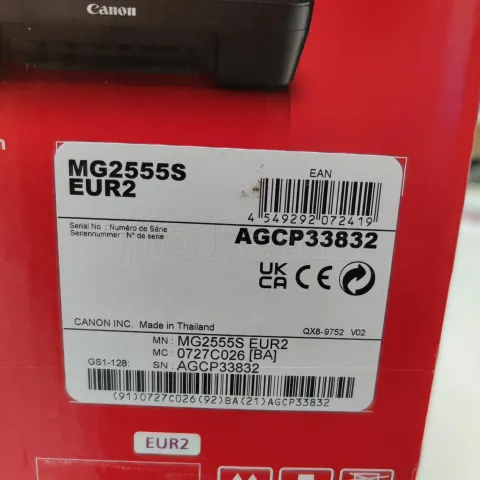 Canon
n
MG2555S
EUR2
EAN
4 549292 072419
Serial No. : Numéro de Série
Seriennummer : N° de serie
AGCP33832
UK
CA CE
CANON INC. Made in Thailand
QX8-9752 V02
MN : MG2555S EUR2
MC : 0727C026 [BA]
GS1-128: SN : AGCP33832
(91)0727C026(92)BA(21)AGCP33832
EUR2